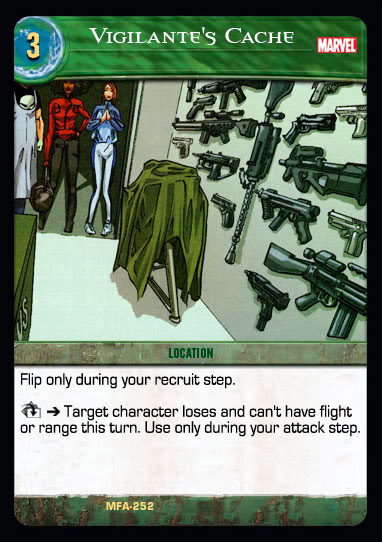 3
Vigilante's Cache
MARVEL
LOCATION
Flip only during your recruit step.
➔ Target character loses and can't have flight
or range this turn. Use only during your attack step.
MFA-252